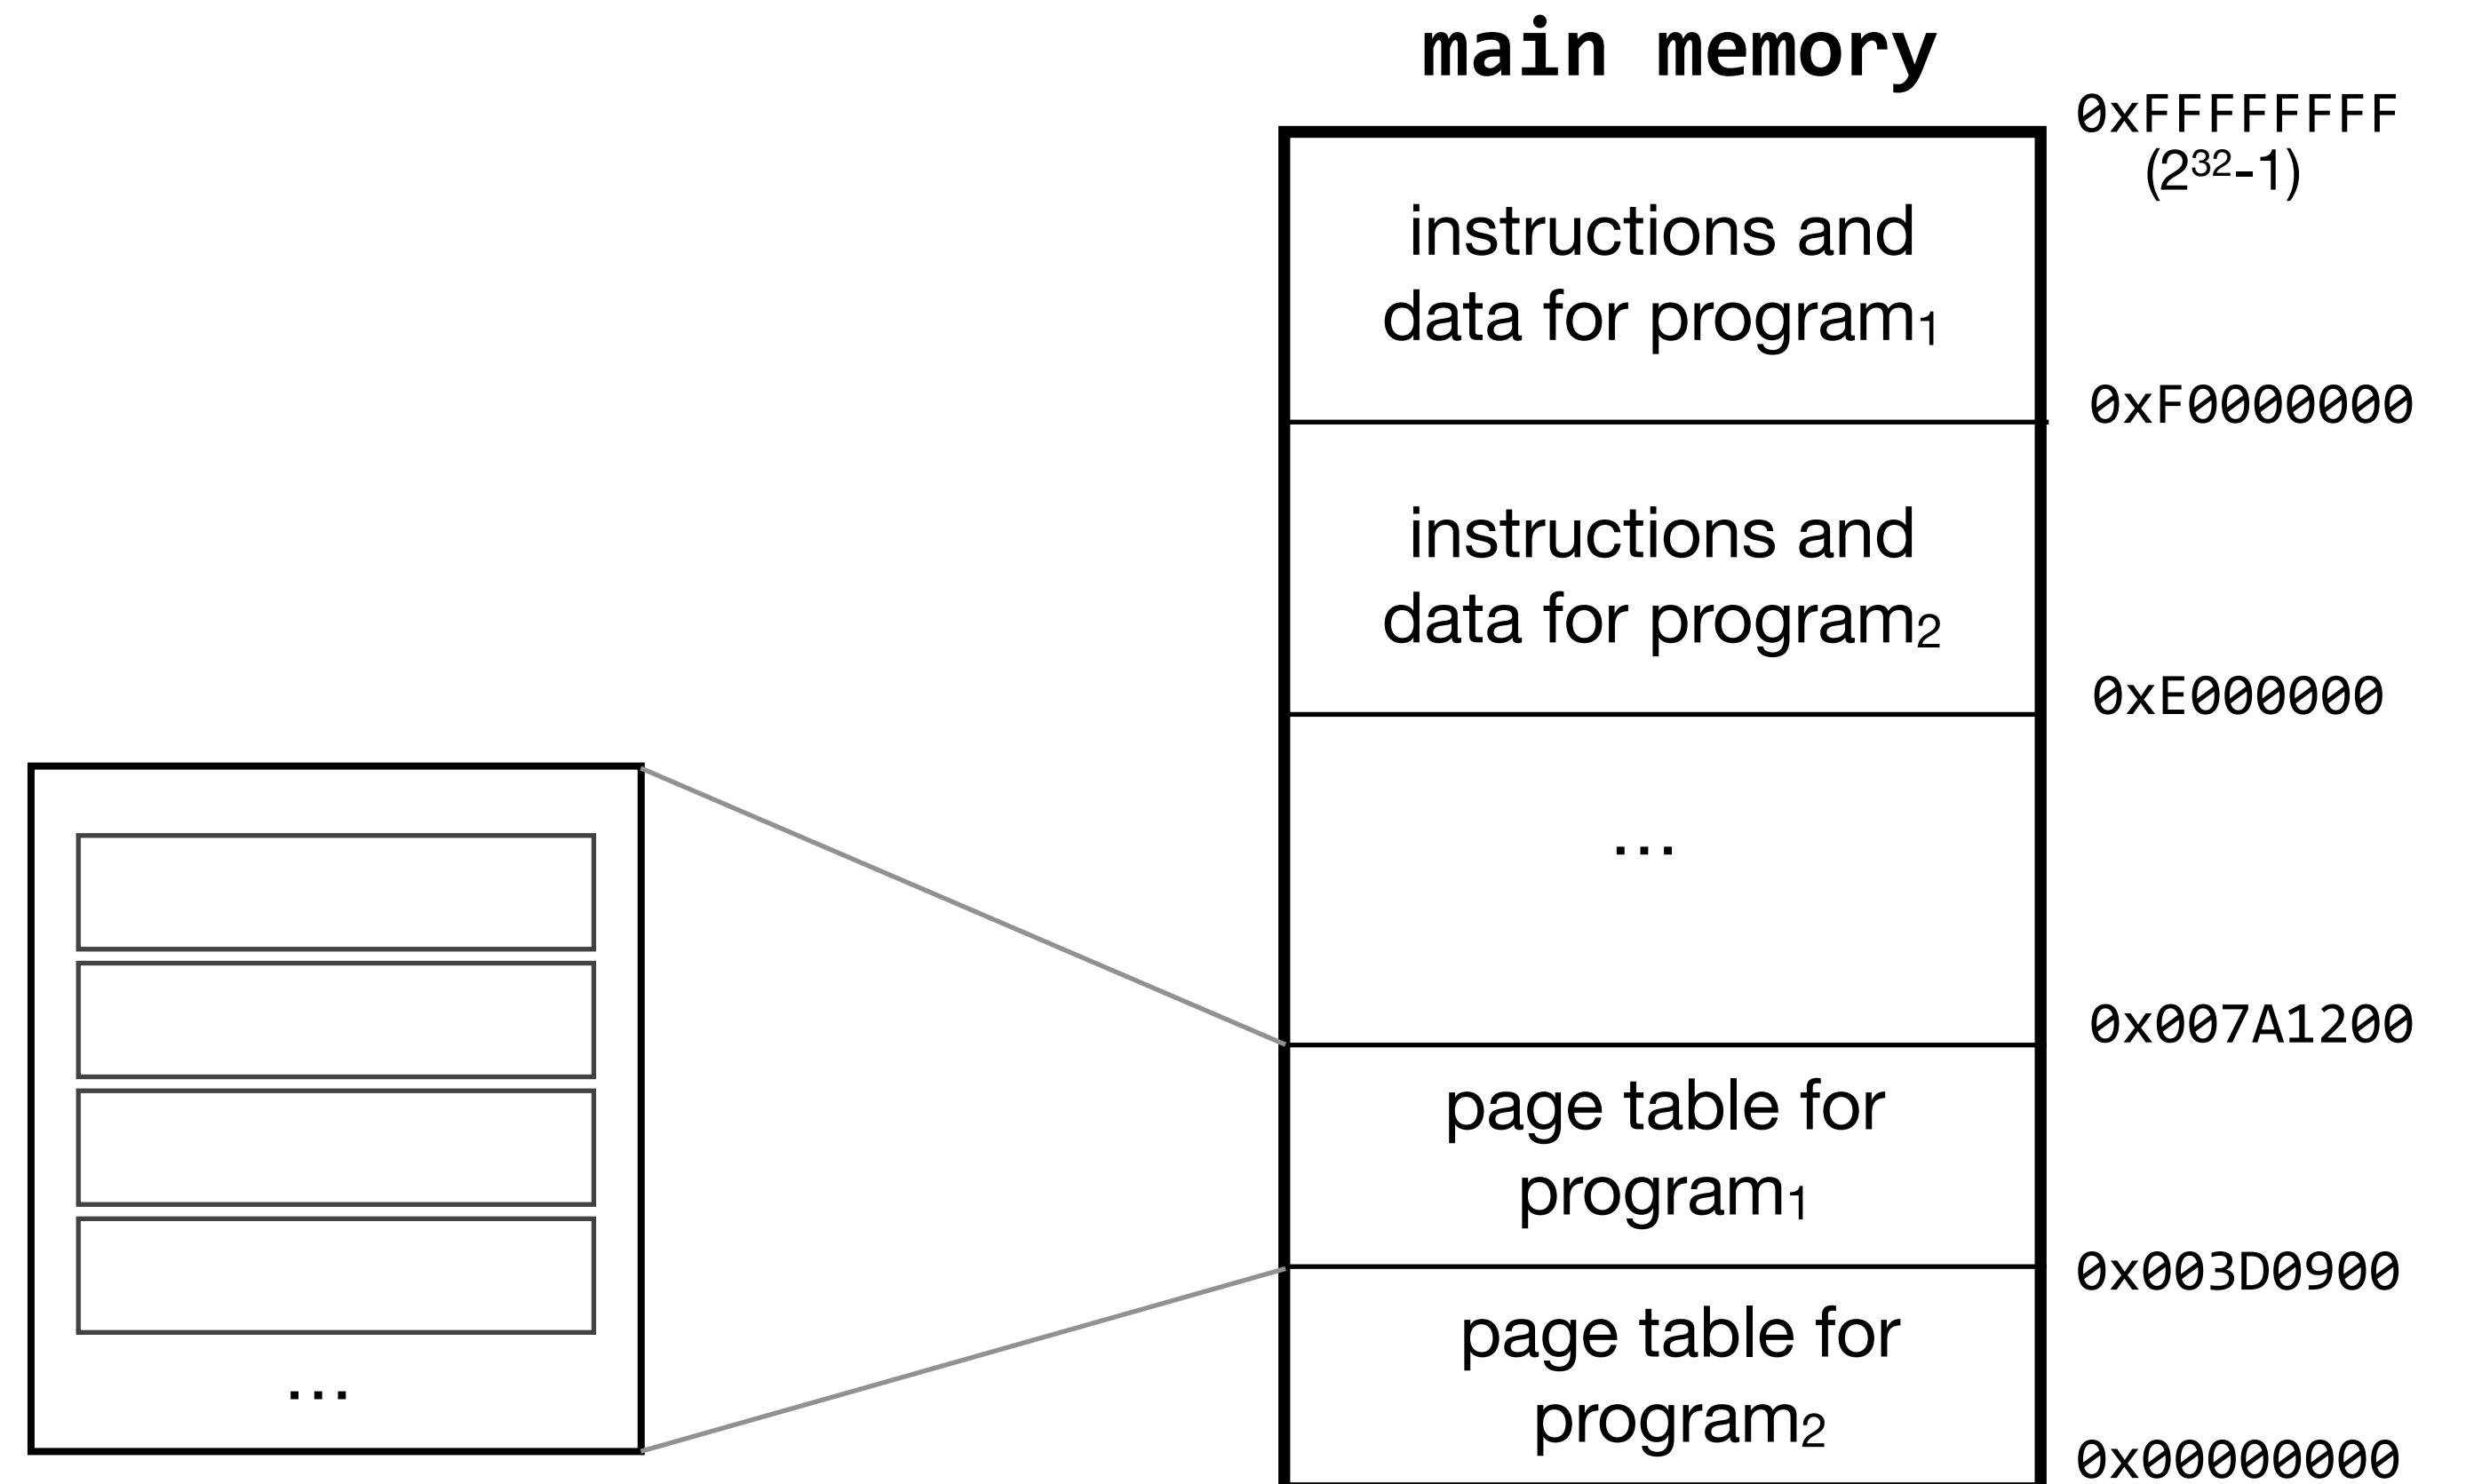 main memory
0xFFFFFFFF
(2³²-1)
instructions and
data for program₁
0xF0000000
instructions and
data for program₂
0xE000000
...
0x007A1200
page table for
program₁
0x003D0900
page table for
program₂
...
0x00000000